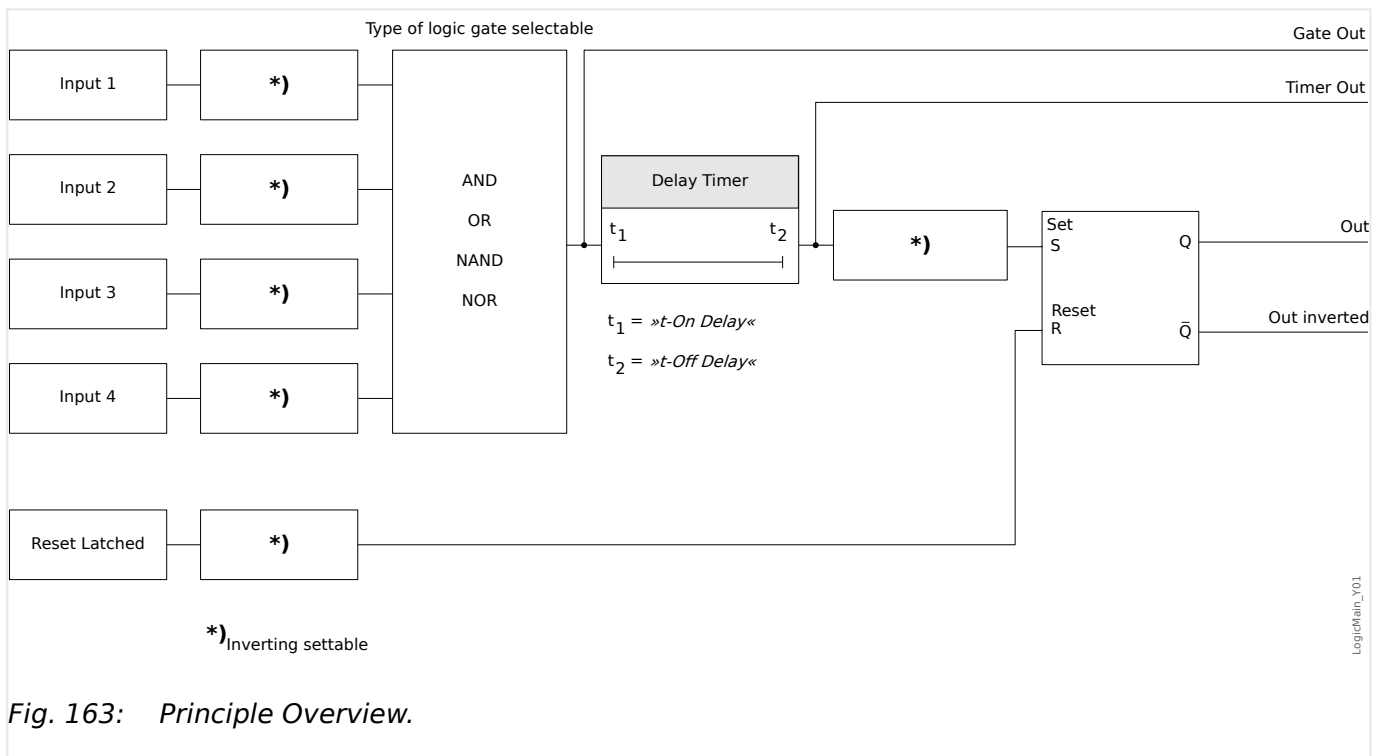 Type of logic gate selectable
Gate Out
Input 1
*)
Timer Out
Input 2
*)
AND
OR
NAND
NOR
Delay Timer
t1
t2
*)
Set
S
Q
Out
Input 3
*)
t1 = »t-On Delay«
t2 = »t-Off Delay«
Reset
R
Q̅
Out inverted
Input 4
*)
Reset Latched
*)
*)Inverting settable
LogicMain_Y01
Fig. 163: Principle Overview.